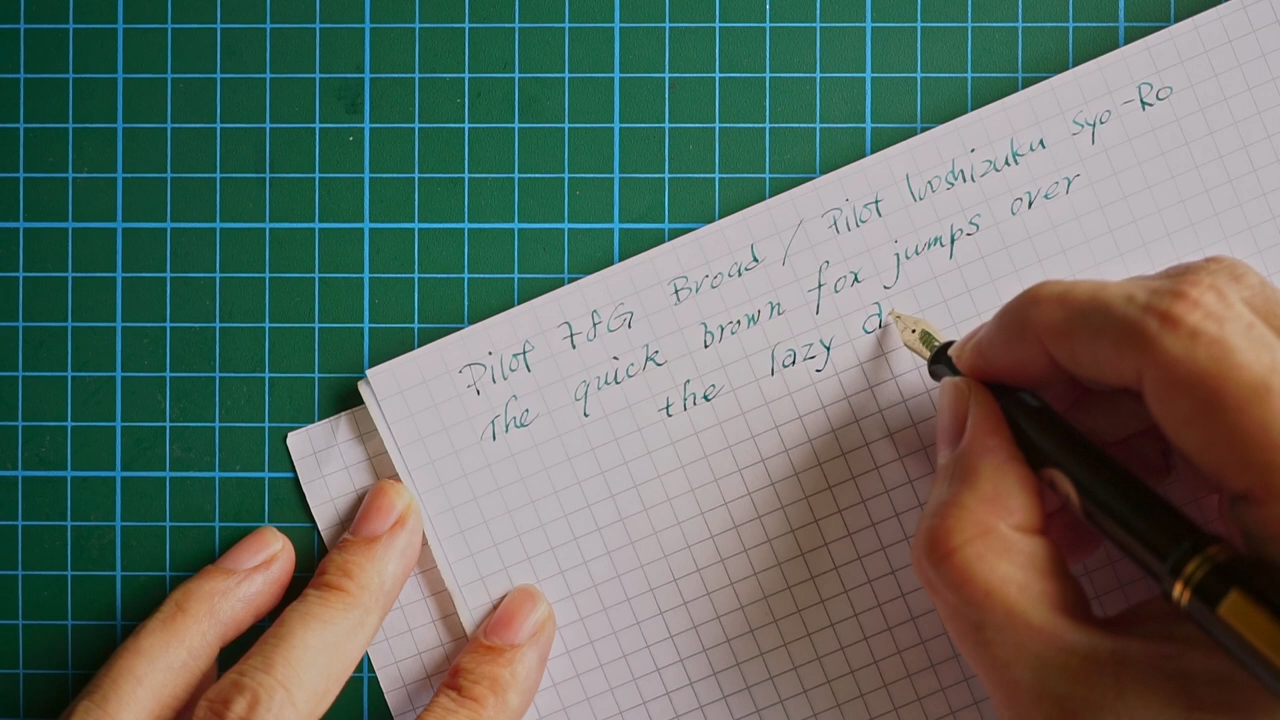 Pilot 78G Broad / Pilot Iroshizuku Syo-Ro
The quick brown fox jumps over
the lazy d